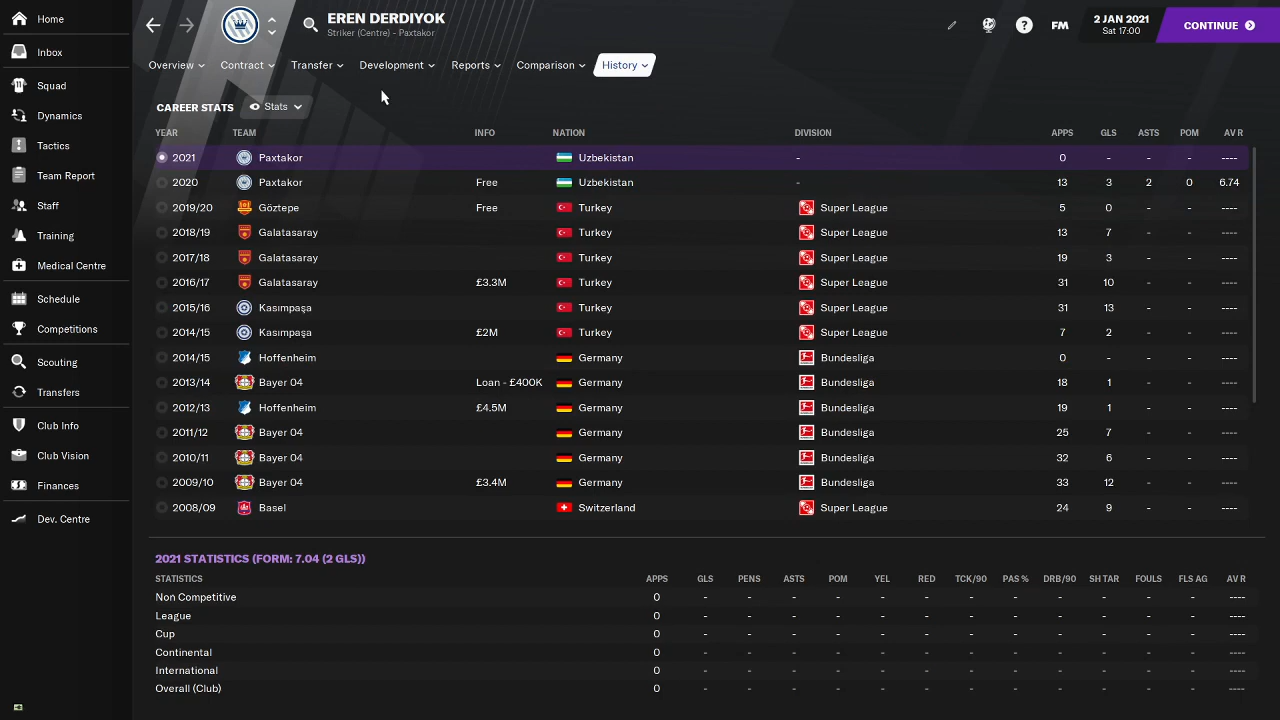 Home
Inbox
Squad
Dynamics
Tactics
Team Report
Staff
Training
Medical Centre
Schedule
Competitions
Scouting
Transfers
Club Info
Club Vision
Finances
Dev. Centre
EREN DERDIYOK
Striker (Centre) - Paxtakor
FM
2 JAN 2021
Sat 17:00
CONTINUE
Overview Contract Transfer Development Reports Comparison History
CAREER STATS Stats
YEAR TEAM INFO NATION DIVISION APPS GLS ASTS POM AV R
2021 Paxtakor Uzbekistan - 0 - - - ----
2020 Paxtakor Free Uzbekistan - 13 3 2 0 6.74
2019/20 Göztepe Free Turkey Super League 5 0 - - ----
2018/19 Galatasaray Turkey Super League 13 7 - - ----
2017/18 Galatasaray Turkey Super League 19 3 - - ----
2016/17 Galatasaray £3.3M Turkey Super League 31 10 - - ----
2015/16 Kasımpaşa Turkey Super League 31 13 - - ----
2014/15 Kasımpaşa £2M Turkey Super League 7 2 - - ----
2014/15 Hoffenheim Germany Bundesliga 0 - - - ----
2013/14 Bayer 04 Loan - £400K Germany Bundesliga 18 1 - - ----
2012/13 Hoffenheim £4.5M Germany Bundesliga 19 1 - - ----
2011/12 Bayer 04 Germany Bundesliga 25 7 - - ----
2010/11 Bayer 04 Germany Bundesliga 32 6 - - ----
2009/10 Bayer 04 £3.4M Germany Bundesliga 33 12 - - ----
2008/09 Basel Switzerland Super League 24 9 - - ----
2021 STATISTICS (FORM: 7.04 (2 GLS))
STATISTICS APPS GLS PENS ASTS POM YEL RED TCK/90 PAS % DRB/90 SH TAR FOULS FLS AG AV R
Non Competitive 0 - - - - - - - - - - - - ----
League 0 - - - - - - - - - - - - ----
Cup 0 - - - - - - - - - - - - ----
Continental 0 - - - - - - - - - - - - ----
International 0 - - - - - - - - - - - - ----
Overall (Club) 0 - - - - - - - - - - - - ----